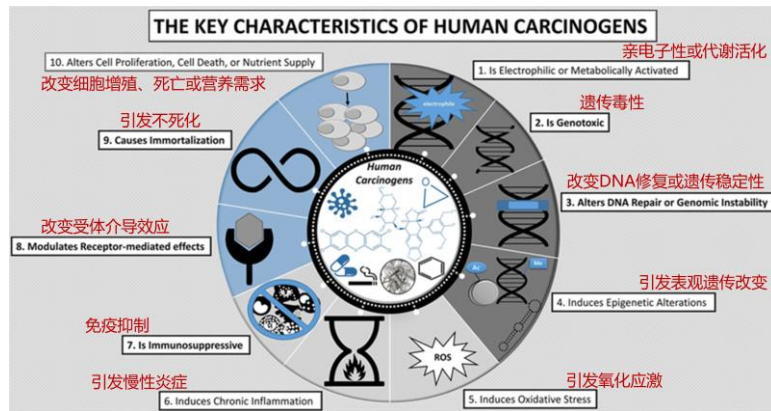 THE KEY CHARACTERISTICS OF HUMAN CARCINOGENS
亲电子性或代谢活化
1. Is Electrophilic or Metabolically Activated
electrophile
遗传毒性
2. Is Genotoxic
改变DNA修复或遗传稳定性
3. Alters DNA Repair or Genomic Instability
引发表观遗传改变
4. Induces Epigenetic Alterations
Ac
Me
引发氧化应激
5. Induces Oxidative Stress
ROS
引发慢性炎症
6. Induces Chronic Inflammation
免疫抑制
7. Is Immunosuppressive
改变受体介导效应
8. Modulates Receptor-mediated effects
引发不死化
9. Causes Immortalization
10. Alters Cell Proliferation, Cell Death, or Nutrient Supply
改变细胞增殖、死亡或营养需求
Human
Carcinogens